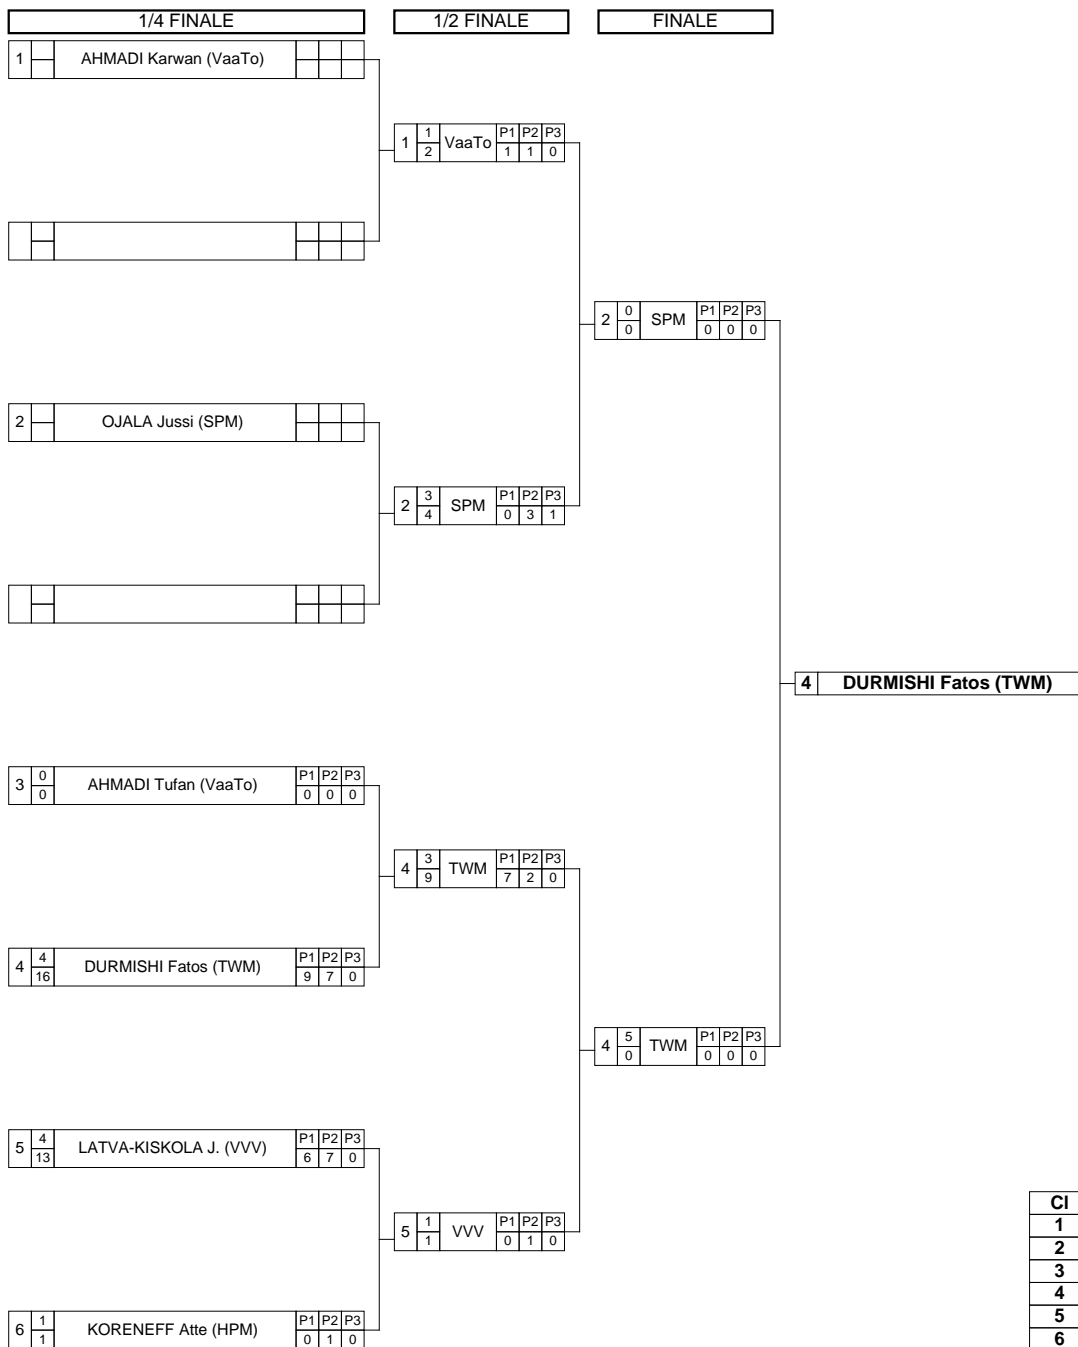 1/4 FINALE 1/2 FINALE FINALE
1 AHMADI Karwan (VaaTo)
1 1 VaaTo P1 P2 P3
2 1 1 0
2 0 SPM P1 P2 P3
0 0 0 0
2 OJALA Jussi (SPM)
2 3 SPM P1 P2 P3
4 0 3 1
4 DURMISHI Fatos (TWM)
3 0 AHMADI Tufan (VaaTo) P1 P2 P3
0 0 0 0
4 3 TWM P1 P2 P3
9 7 2 0
4 4 DURMISHI Fatos (TWM) P1 P2 P3
16 9 7 0
4 5 TWM P1 P2 P3
0 0 0 0
5 4 LATVA-KISKOLA J. (VVV) P1 P2 P3
13 6 7 0
Cl
1
5 1 VVV P1 P2 P3
1 0 1 0
2
3
4
5
6 1 KORENEFF Atte (HPM) P1 P2 P3
1 0 1 0
6